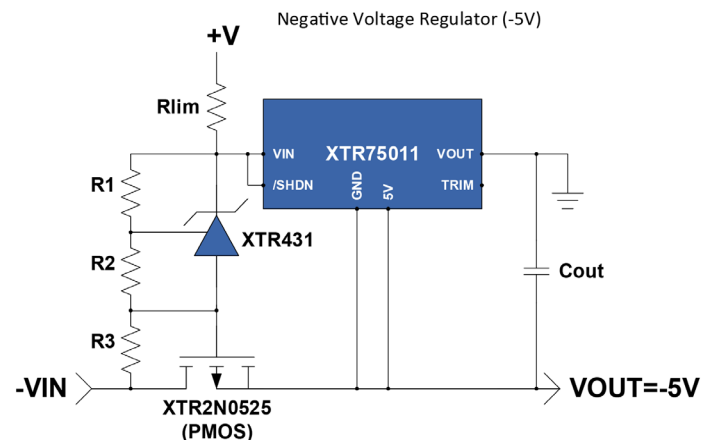 Negative Voltage Regulator (-5V)
+V
Rlim
VIN
XTR75011
VOUT
/SHDN
GND
5V
TRIM
R1
XTR431
R2
Cout
R3
-VIN
VOUT=-5V
XTR2N0525
(PMOS)